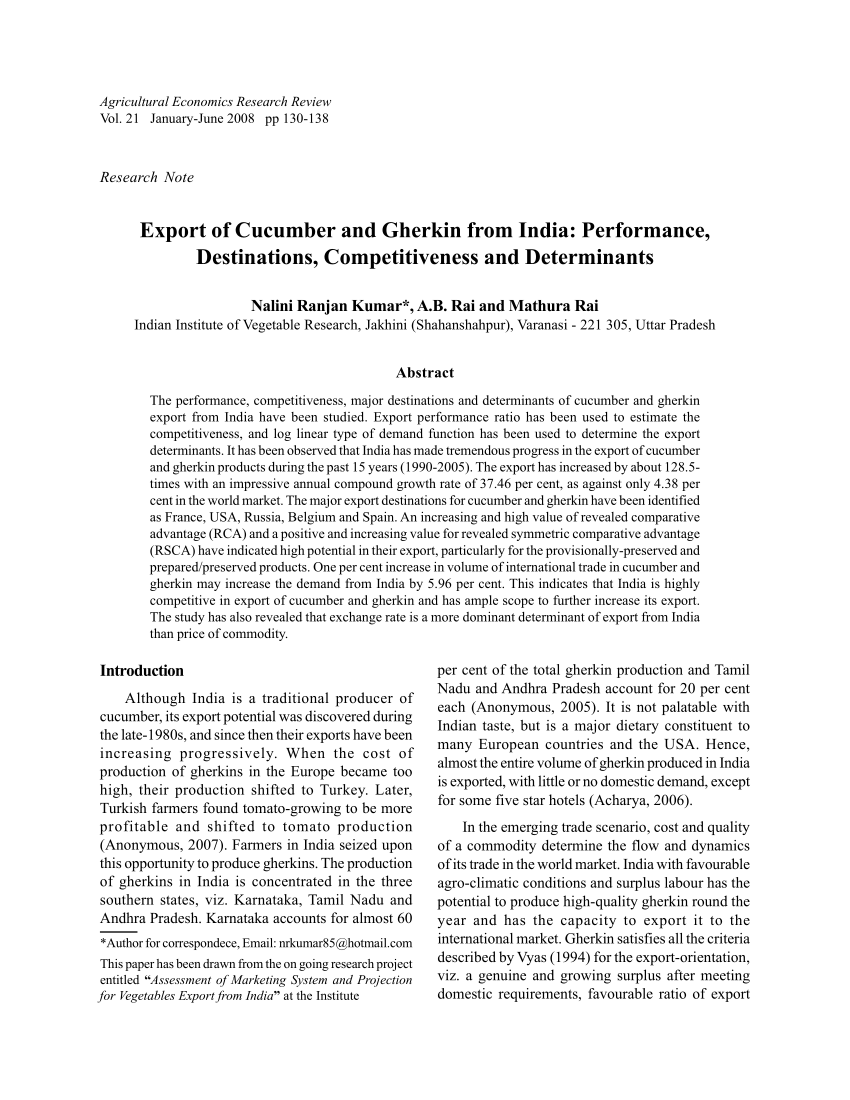 Agricultural Economics Research Review
Vol. 21 January-June 2008 pp 130-138
Research Note
Export of Cucumber and Gherkin from India: Performance,
Destinations, Competitiveness and Determinants
Nalini Ranjan Kumar*, A.B. Rai and Mathura Rai
Indian Institute of Vegetable Research, Jakhini (Shahanshahpur), Varanasi - 221 305, Uttar Pradesh
Abstract
The performance, competitiveness, major destinations and determinants of cucumber and gherkin
export from India have been studied. Export performance ratio has been used to estimate the
competitiveness, and log linear type of demand function has been used to determine the export
determinants. It has been observed that India has made tremendous progress in the export of cucumber
and gherkin products during the past 15 years (1990-2005). The export has increased by about 128.5-
times with an impressive annual compound growth rate of 37.46 per cent, as against only 4.38 per
cent in the world market. The major export destinations for cucumber and gherkin have been identified
as France, USA, Russia, Belgium and Spain. An increasing and high value of revealed comparative
advantage (RCA) and a positive and increasing value for revealed symmetric comparative advantage
(RSCA) have indicated high potential in their export, particularly for the provisionally-preserved and
prepared/preserved products. One per cent increase in volume of international trade in cucumber and
gherkin may increase the demand from India by 5.96 per cent. This indicates that India is highly
competitive in export of cucumber and gherkin and has ample scope to further increase its export.
The study has also revealed that exchange rate is a more dominant determinant of export from India
than price of commodity.
Introduction
Although India is a traditional producer of
cucumber, its export potential was discovered during
the late-1980s, and since then their exports have been
increasing progressively. When the cost of
production of gherkins in the Europe became too
high, their production shifted to Turkey. Later,
Turkish farmers found tomato-growing to be more
profitable and shifted to tomato production
(Anonymous, 2007). Farmers in India seized upon
this opportunity to produce gherkins. The production
of gherkins in India is concentrated in the three
southern states, viz. Karnataka, Tamil Nadu and
Andhra Pradesh. Karnataka accounts for almost 60
*Author for correspondece, Email: nrkumar85@hotmail.com
This paper has been drawn from the on going research project
entitled “Assessment of Marketing System and Projection
for Vegetables Export from India” at the Institute
per cent of the total gherkin production and Tamil
Nadu and Andhra Pradesh account for 20 per cent
each (Anonymous, 2005). It is not palatable with
Indian taste, but is a major dietary constituent to
many European countries and the USA. Hence,
almost the entire volume of gherkin produced in India
is exported, with little or no domestic demand, except
for some five star hotels (Acharya, 2006).
In the emerging trade scenario, cost and quality
of a commodity determine the flow and dynamics
of its trade in the world market. India with favourable
agro-climatic conditions and surplus labour has the
potential to produce high-quality gherkin round the
year and has the capacity to export it to the
international market. Gherkin satisfies all the criteria
described by Vyas (1994) for the export-orientation,
viz. a genuine and growing surplus after meeting
domestic requirements, favourable ratio of export